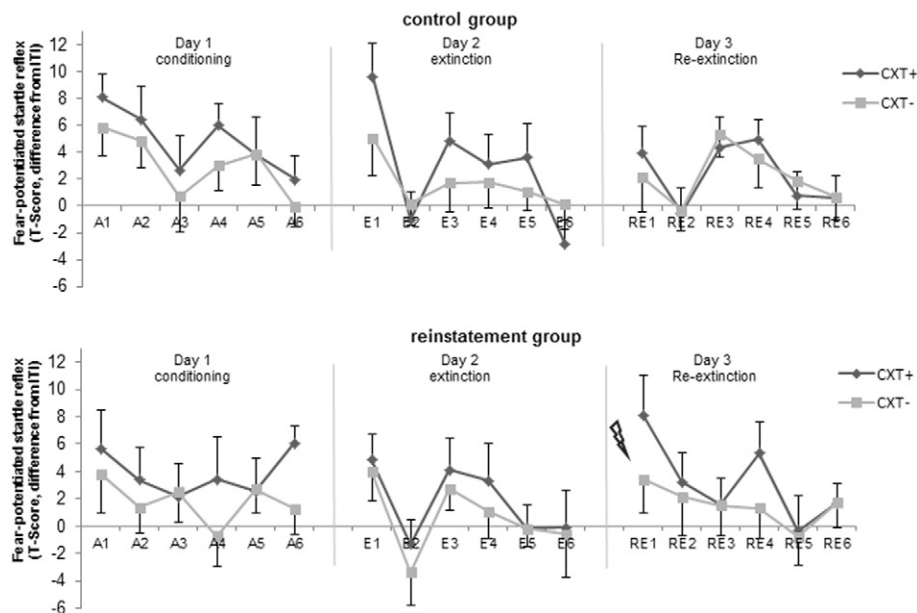 control group
Day 1
conditioning
Day 2
extinction
Day 3
Re-extinction
Fear-potentiated startle reflex
(T-Score, difference from ITI)
12
10
8
6
4
2
0
-2
-4
-6
A1 A2 A3 A4 A5 A6 E1 E2 E3 E4 E5 E6 RE1 RE2 RE3 RE4 RE5 RE6
CXT+
CXT-
reinstatement group
Day 1
conditioning
Day 2
extinction
Day 3
Re-extinction
Fear-potentiated startle reflex
(T-Score, difference from ITI)
12
10
8
6
4
2
0
-2
-4
-6
A1 A2 A3 A4 A5 A6 E1 E2 E3 E4 E5 E6 RE1 RE2 RE3 RE4 RE5 RE6
CXT+
CXT-